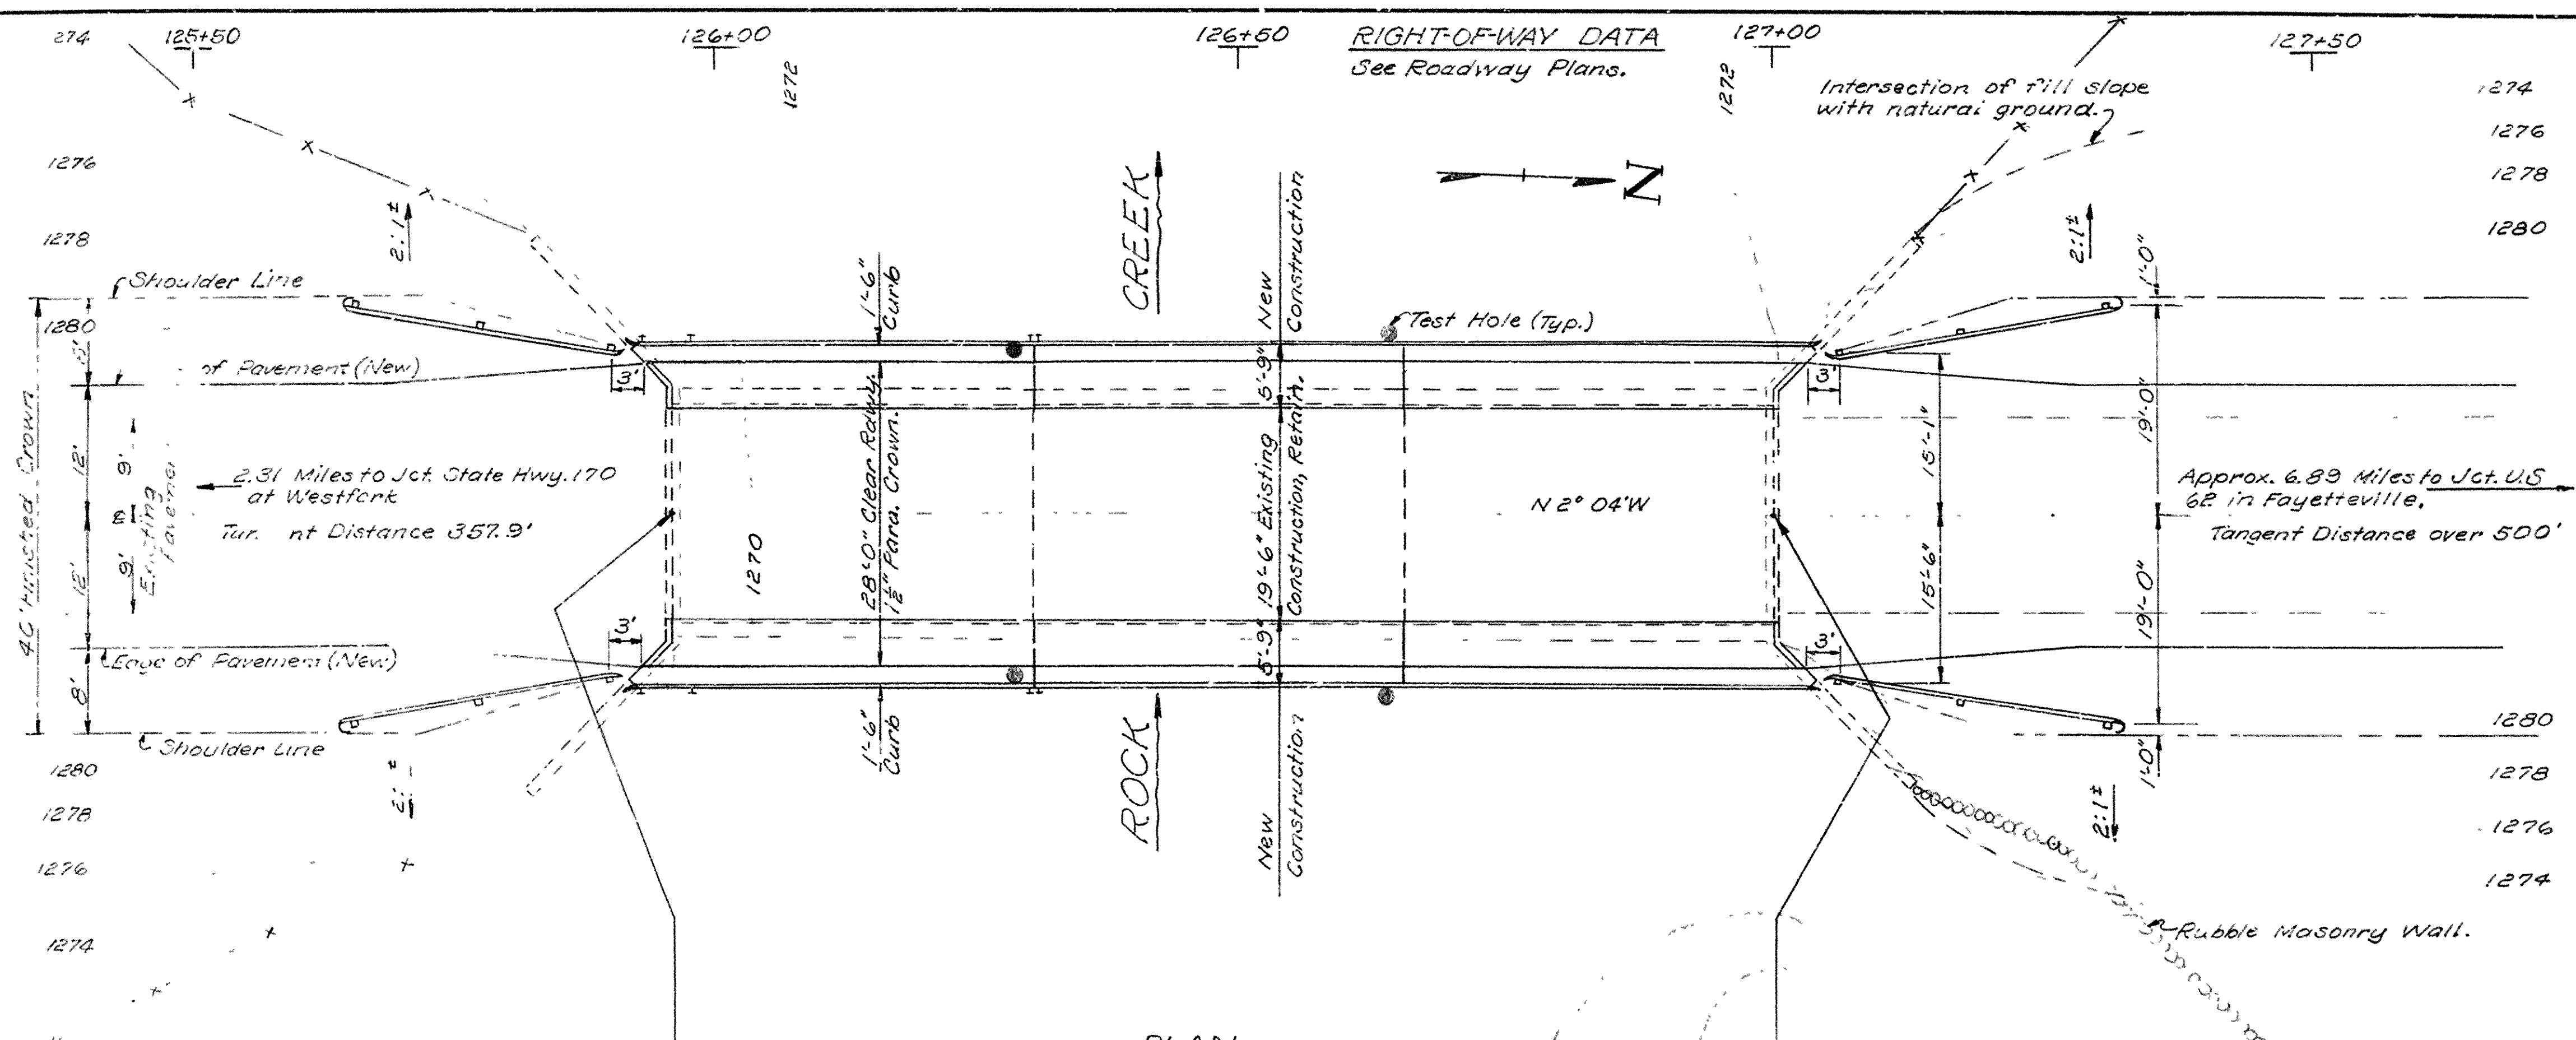 274
125+50
126+00
126+50
RIGHT-OF-WAY DATA
See Roadway Plans.
127+00
127+50
1272
1272
Intersection of fill slope
with natural ground.
1274
1276
1278
1280
1276
1278
1280
2:1±
2:1±
Shoulder Line
of Pavement (New)
1'-6"
Curb
CREEK
New
Construction
N
Test Hole (Typ.)
1'-0"
3'
3'
8'
12'
12'
8'
9'
9'
Existing
40' Finished Crown
2.31 Miles to Jct. State Hwy. 170
at Westfork
nt Distance 357.9'
1270
28'-0" Clear Rdwy.
1½" Para. Crown.
5'-9"
19'-6" Existing
Construction, Retain.
5'-9"
N 2° 04' W
15'-1"
15'-6"
19'-0"
19'-0"
Approx. 6.89 Miles to Jct. U.S
62 in Fayetteville.
Tangent Distance over 500'
3'
3'
Edge of Pavement (New)
Shoulder Line
1'-6"
Curb
ROCK
New
Construction
1'-0"
2:1±
1280
1278
1276
1274
1280
1278
1276
1274
Rubble Masonry Wall.